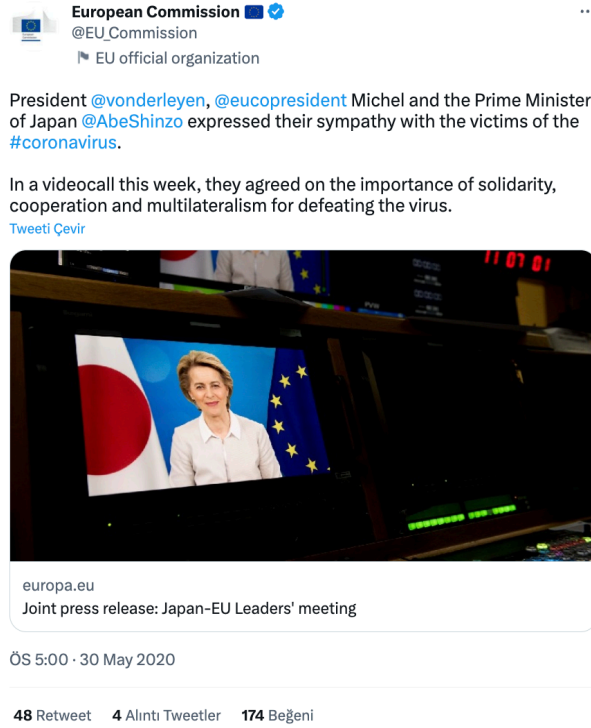 European Commission
@EU_Commission
EU official organization
President @vonderleyen, @eucopresident Michel and the Prime Minister
of Japan @AbeShinzo expressed their sympathy with the victims of the
#coronavirus.
In a videocall this week, they agreed on the importance of solidarity,
cooperation and multilateralism for defeating the virus.
Tweeti Çevir
11 07 01
PVW
europa.eu
Joint press release: Japan-EU Leaders' meeting
ÖS 5:00 · 30 May 2020
48 Retweet 4 Alıntı Tweetler 174 Beğeni